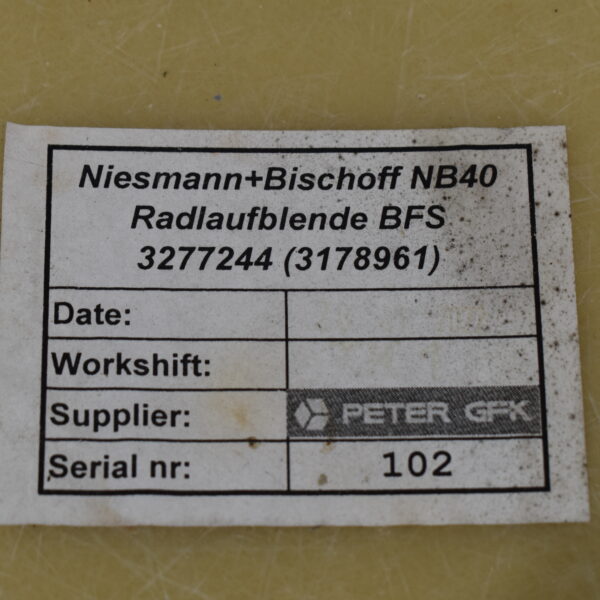 Niesmann+Bischoff NB40
Radlaufblende BFS
3277244 (3178961)
Date:
Workshift:
Supplier: PETER GFK
Serial nr: 102